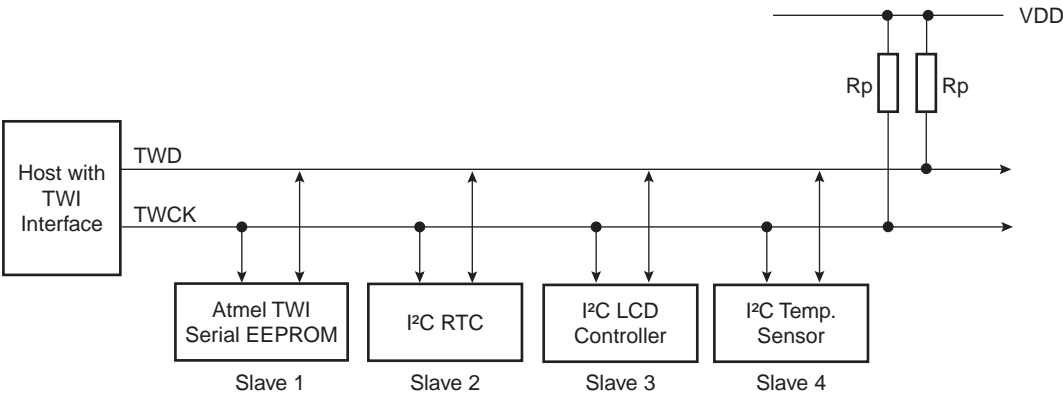 VDD
Rp
Rp
Host with
TWI
Interface
TWD
TWCK
Atmel TWI
Serial EEPROM
I²C RTC
I²C LCD
Controller
I²C Temp.
Sensor
Slave 1
Slave 2
Slave 3
Slave 4